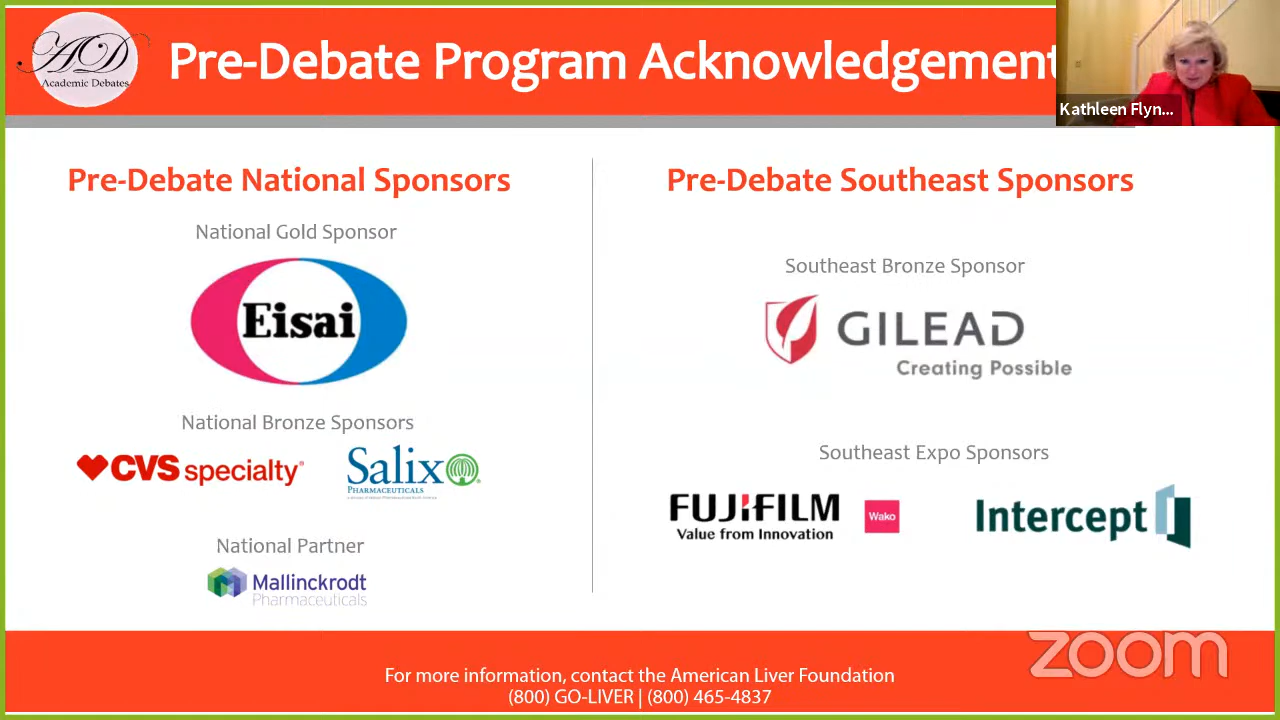 AD
Academic Debates
Pre-Debate Program Acknowledgement
Kathleen Flyn...
Pre-Debate National Sponsors
National Gold Sponsor
Eisai
National Bronze Sponsors
CVS specialty
Salix
PHARMACEUTICALS
National Partner
Mallinckrodt
Pharmaceuticals
Pre-Debate Southeast Sponsors
Southeast Bronze Sponsor
GILEAD
Creating Possible
Southeast Expo Sponsors
FUJIFILM
Value from Innovation
Wako
Intercept
zoom
For more information, contact the American Liver Foundation
(800) GO-LIVER | (800) 465-4837